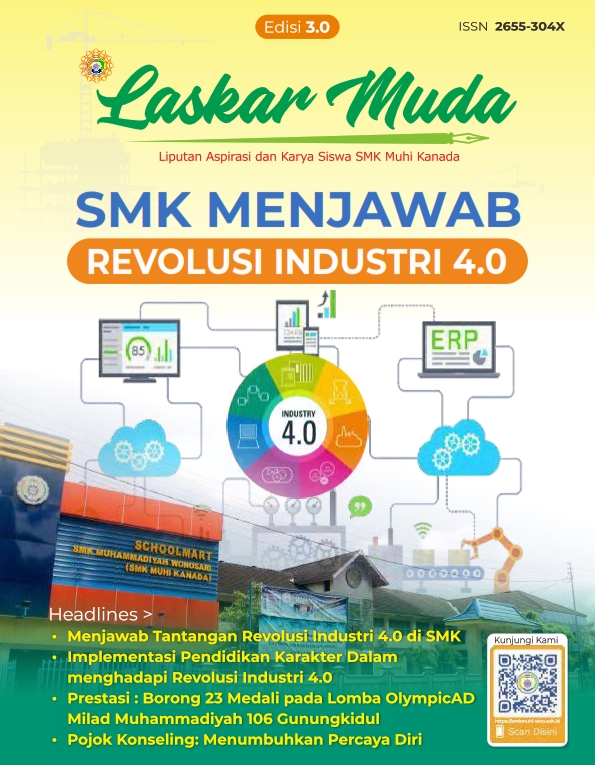 Edisi 3.0
ISSN 2655-304X
Laskar Muda
Liputan Aspirasi dan Karya Siswa SMK Muhi Kanada
SMK MENJAWAB
REVOLUSI INDUSTRI 4.0
85
ERP
INDUSTRY
4.0
SCHOOLMART
SMK MUHAMMADIYAH WONOSARI
(SMK MUHI KANADA)
Headlines >
• Menjawab Tantangan Revolusi Industri 4.0 di SMK
• Implementasi Pendidikan Karakter Dalam
menghadapi Revolusi Industri 4.0
• Prestasi : Borong 23 Medali pada Lomba OlympicAD
Milad Muhammadiyah 106 Gunungkidul
• Pojok Konseling: Menumbuhkan Percaya Diri
Kunjungi Kami
Scan Disini